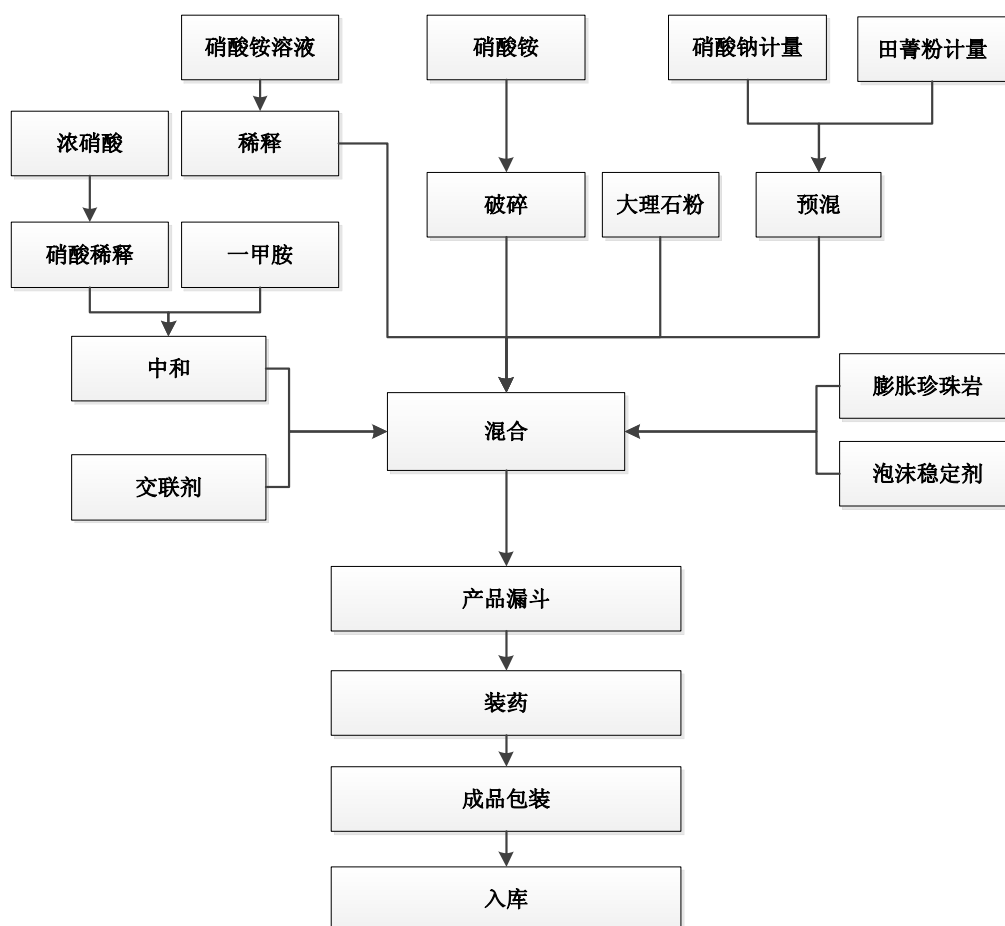 硝酸铵溶液
硝酸铵
硝酸钠计量
田菁粉计量
浓硝酸
稀释
破碎
大理石粉
预混
硝酸稀释
一甲胺
中和
膨胀珍珠岩
混合
交联剂
泡沫稳定剂
产品漏斗
装药
成品包装
入库